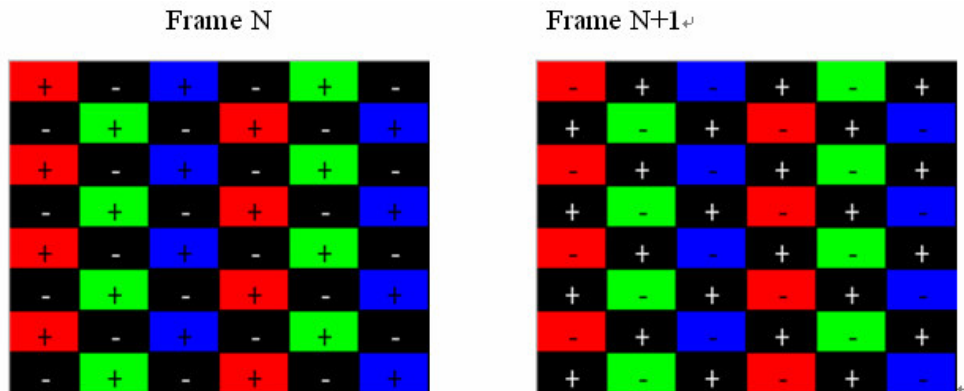 Frame N
Frame N+1
+ - + - + -
- + - + - +
+ - + - + -
- + - + - +
+ - + - + -
- + - + - +
+ - + - + -
- + - + - +
- + - + - +
+ - + - + -
- + - + - +
+ - + - + -
- + - + - +
+ - + - + -
- + - + - +
+ - + - + -